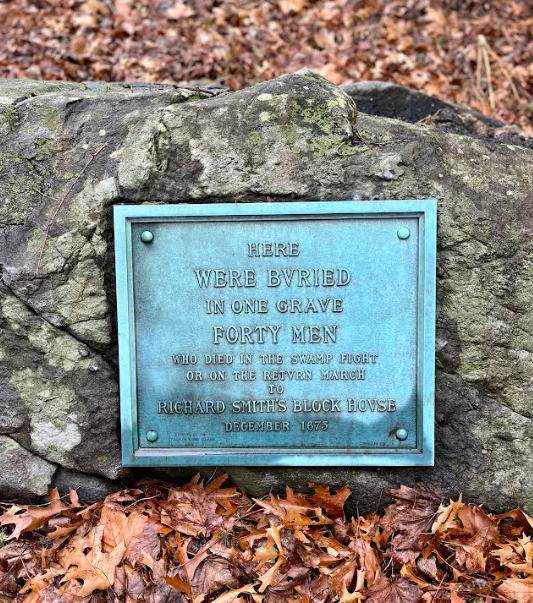 HERE
WERE BVRIED
IN ONE GRAVE
FORTY MEN
WHO DIED IN THE SWAMP FIGHT
OR ON THE RETVRN MARCH
TO
RICHARD SMITH'S BLOCK HOVSE
DECEMBER 1675